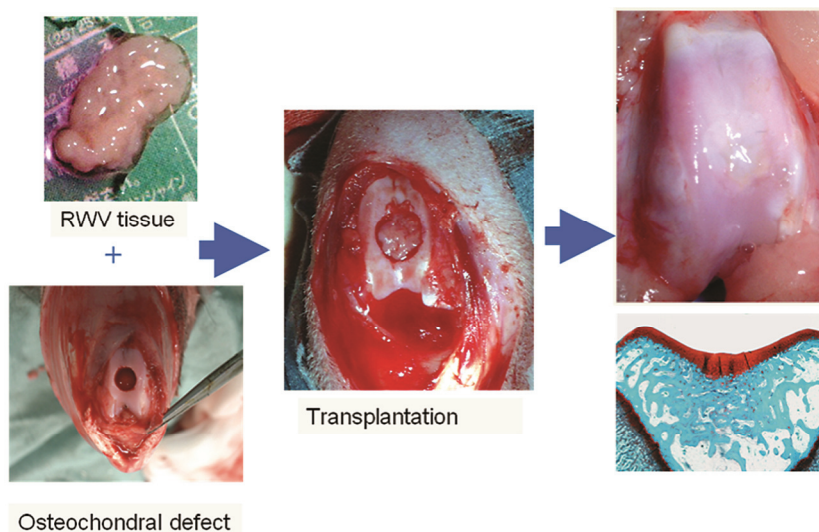 RWV tissue
+
Osteochondral defect
Transplantation